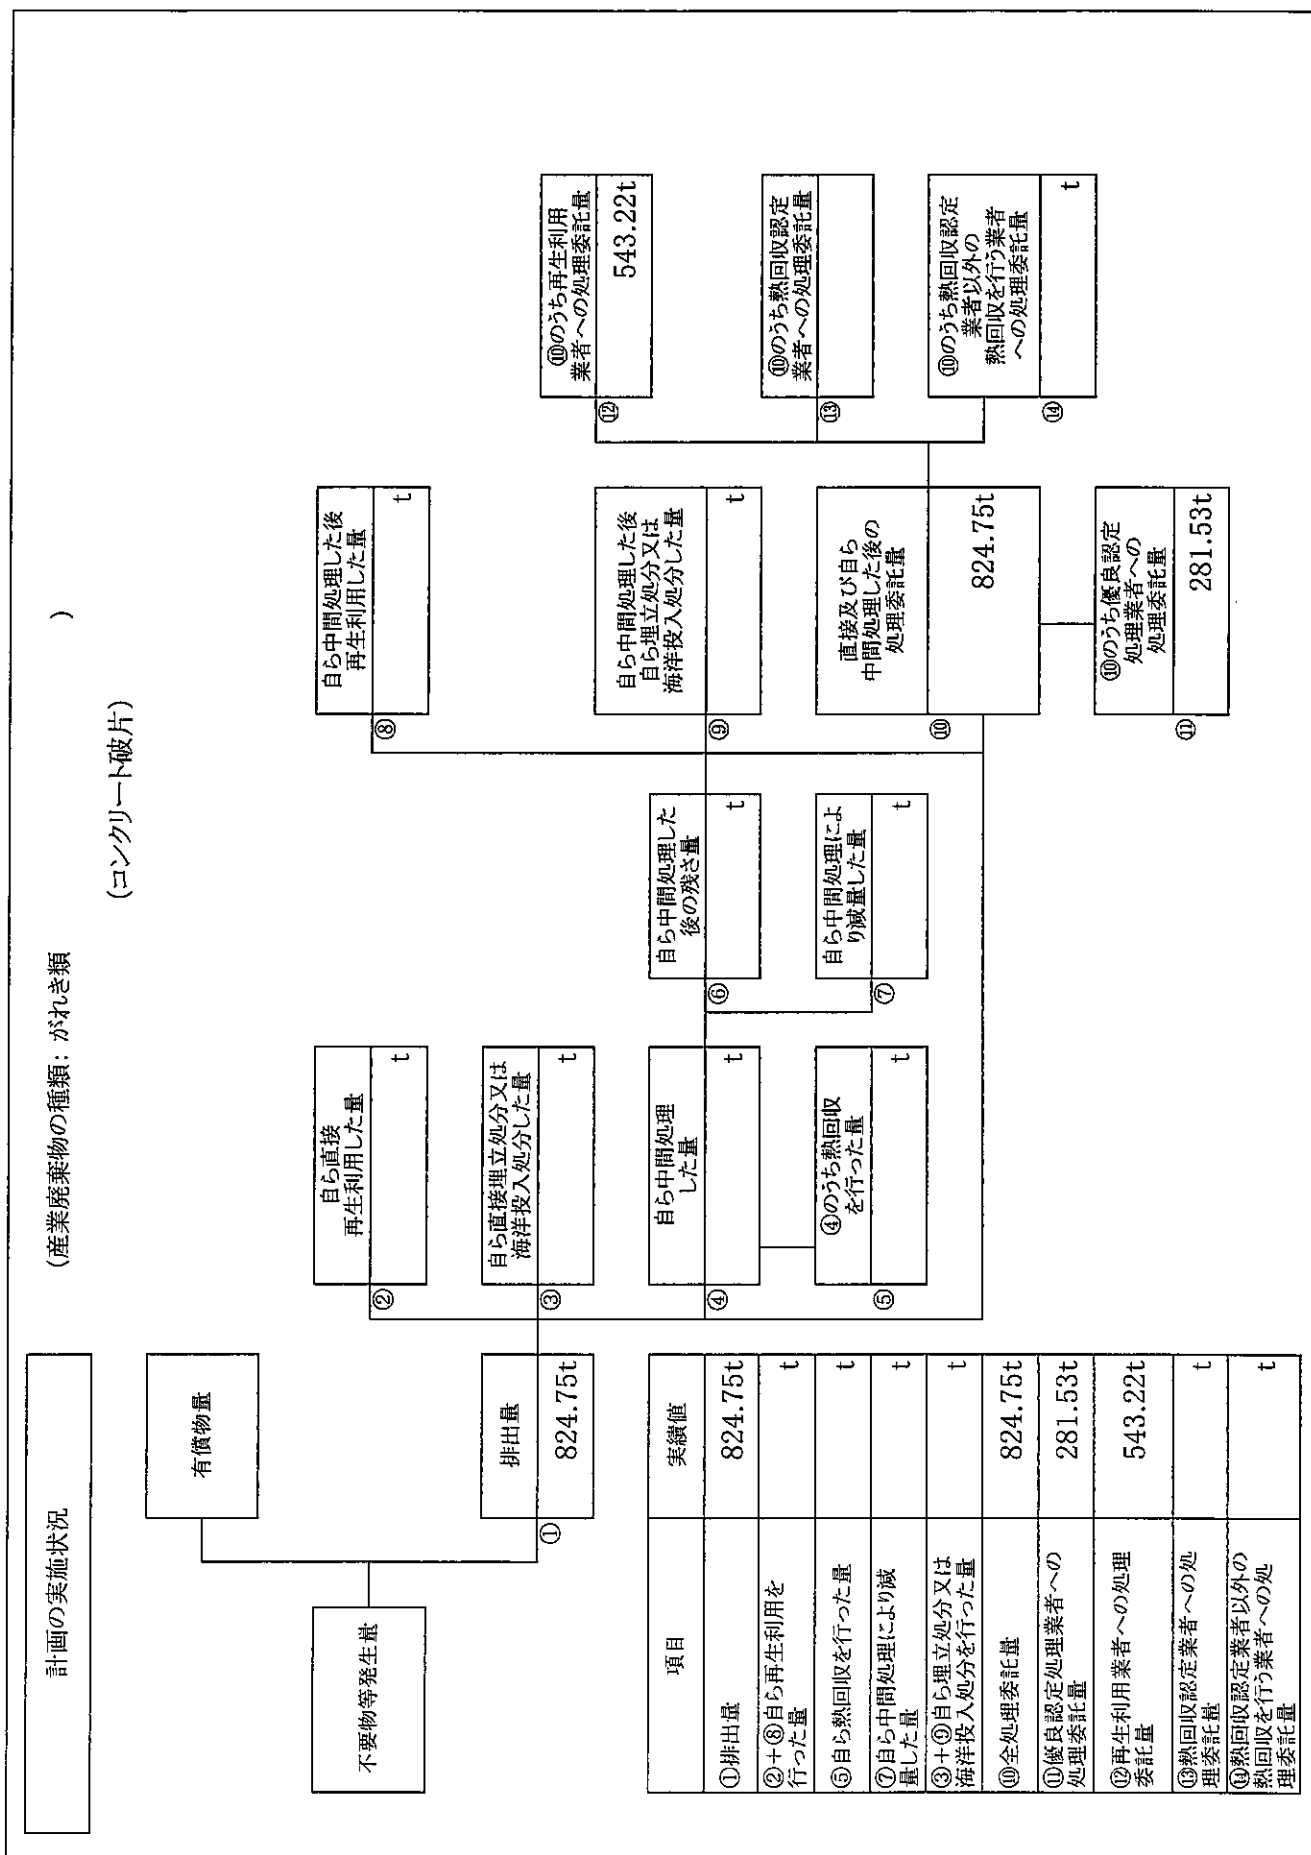 計画の実施状況
(産業廃棄物の種類：がれき類　　)
(コンクリート破片)
不要物等発生量
有償物量
①
排出量
824.75t
②
自ら直接
再生利用した量
t
③
自ら直接埋立処分又は
海洋投入処分した量
t
④
自ら中間処理
した量
t
⑤
④のうち熱回収
を行った量
t
⑥
自ら中間処理した
後の残さ量
t
⑦
自ら中間処理によ
り減量した量
t
⑧
自ら中間処理した後
再生利用した量
t
⑨
自ら中間処理した後
自ら埋立処分又は
海洋投入処分した量
t
⑩
直接及び自ら
中間処理した後の
処理委託量
824.75t
⑪
⑩のうち優良認定
処理業者への
処理委託量
281.53t
⑫
⑩のうち再生利用
業者への処理委託量
543.22t
⑬
⑩のうち熱回収認定
業者への処理委託量
⑭
⑩のうち熱回収認定
業者以外の
熱回収を行う業者
への処理委託量
t
項目 実績値
①排出量 824.75t
②+⑧自ら再生利用を
行った量 t
⑤自ら熱回収を行った量 t
⑦自ら中間処理により減
量した量 t
③+⑨自ら埋立処分又は
海洋投入処分を行った量 t
⑩全処理委託量 824.75t
⑪優良認定処理業者への
処理委託量 281.53t
⑫再生利用業者への処理
委託量 543.22t
⑬熱回収認定業者への処
理委託量 t
⑭熱回収認定業者以外の
熱回収を行う業者への処
理委託量 t